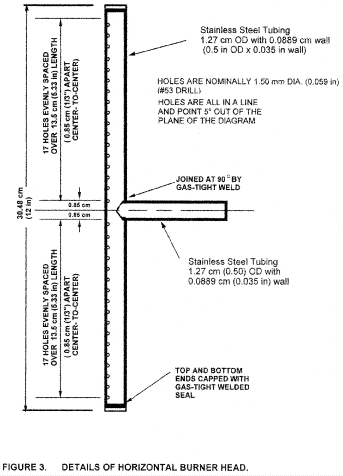 Stainless Steel Tubing
1.27 cm OD with 0.0889 cm wall
(0.5 in OD x 0.035 in wall)
HOLES ARE NOMINALLY 1.50 mm DIA. (0.059 in)
(#53 DRILL)
HOLES ARE ALL IN A LINE
AND POINT 5° OUT OF THE
PLANE OF THE DIAGRAM
17 HOLES EVENLY SPACED
OVER 13.5 cm (5.33 in) LENGTH
( 0.85 cm (1/3") APART
CENTER-TO-CENTER)
JOINED AT 90° BY
GAS-TIGHT WELD
30.48 cm
(12 in)
0.85 cm
0.85 cm
Stainless Steel Tubing
1.27 cm (0.50) OD with
0.0889 cm (0.035 in) wall
17 HOLES EVENLY SPACED
OVER 13.5 cm (5.33 in) LENGTH
( 0.85 cm (1/3") APART
CENTER- TO-CENTER)
TOP AND BOTTOM
ENDS CAPPED WITH
GAS-TIGHT WELDED
SEAL
FIGURE 3. DETAILS OF HORIZONTAL BURNER HEAD.